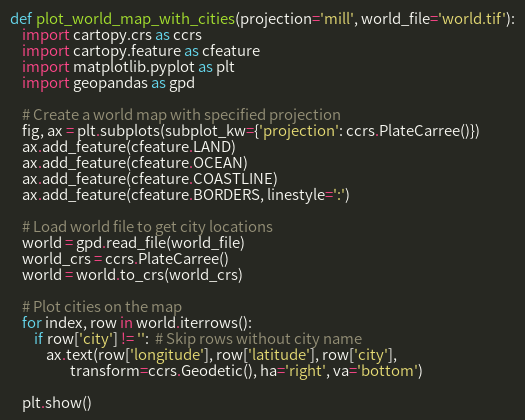 def plot_world_map_with_cities(projection='mill', world_file='world.tif'):
    import cartopy.crs as ccrs
    import cartopy.feature as cfeature
    import matplotlib.pyplot as plt
    import geopandas as gpd

    # Create a world map with specified projection
    fig, ax = plt.subplots(subplot_kw={'projection': ccrs.PlateCarree()})
    ax.add_feature(cfeature.LAND)
    ax.add_feature(cfeature.OCEAN)
    ax.add_feature(cfeature.COASTLINE)
    ax.add_feature(cfeature.BORDERS, linestyle=':')

    # Load world file to get city locations
    world = gpd.read_file(world_file)
    world_crs = ccrs.PlateCarree()
    world = world.to_crs(world_crs)

    # Plot cities on the map
    for index, row in world.iterrows():
        if row['city'] != '':  # Skip rows without city name
            ax.text(row['longitude'], row['latitude'], row['city'],
                    transform=ccrs.Geodetic(), ha='right', va='bottom')

    plt.show()